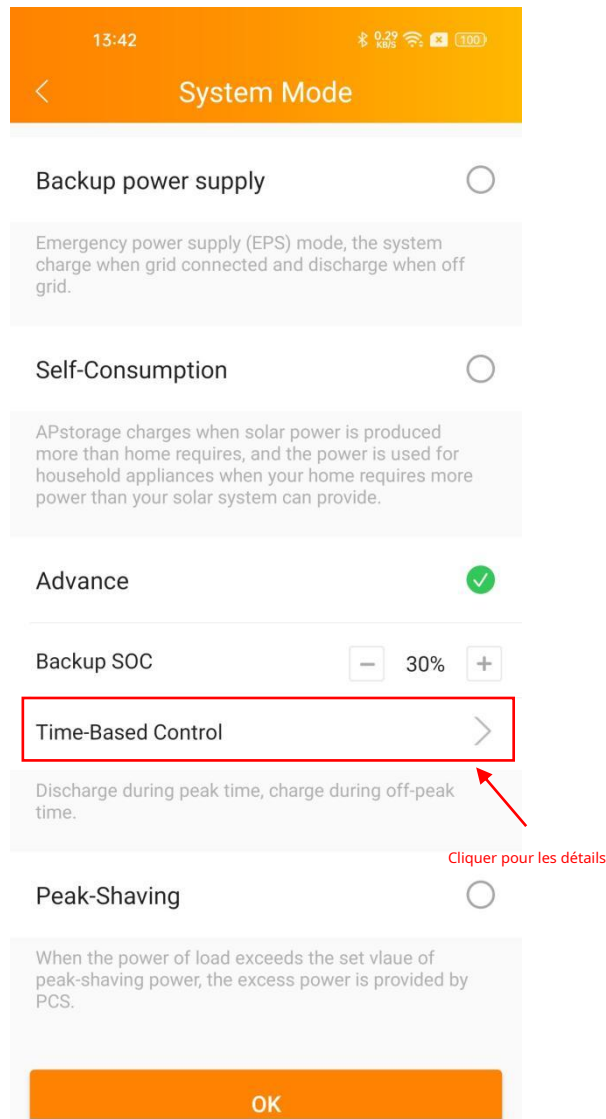 13:42
0.29
KB/S
100
System Mode
Backup power supply
Emergency power supply (EPS) mode, the system
charge when grid connected and discharge when off
grid.
Self-Consumption
APstorage charges when solar power is produced
more than home requires, and the power is used for
household appliances when your home requires more
power than your solar system can provide.
Advance
Backup SOC
− 30% +
Time-Based Control
Discharge during peak time, charge during off-peak
time.
Cliquer pour les détails
Peak-Shaving
When the power of load exceeds the set vlaue of
peak-shaving power, the excess power is provided by
PCS.
OK